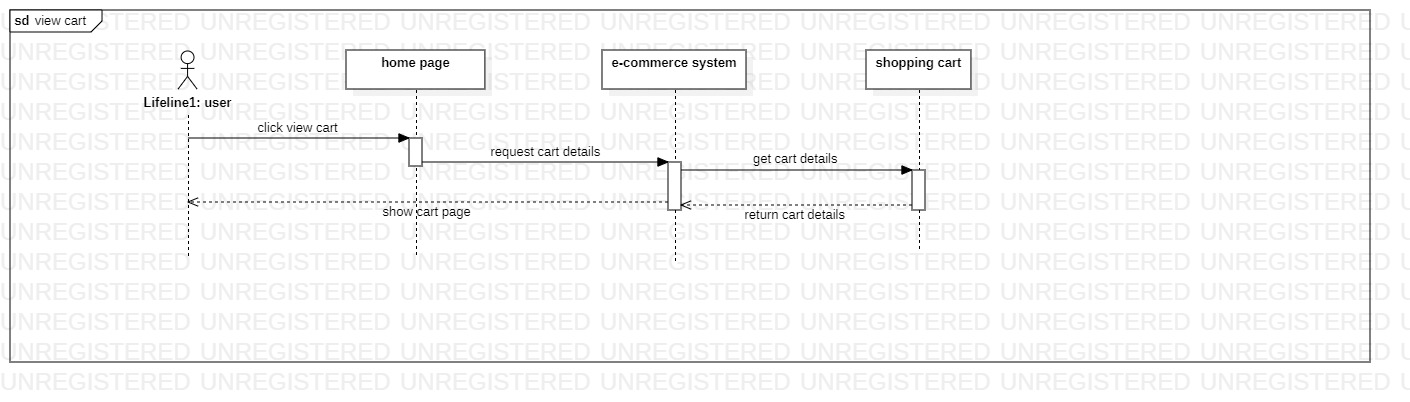 sd view cart
home page
e-commerce system
shopping cart
Lifeline1: user
click view cart
request cart details
get cart details
show cart page
return cart details
UNREGISTERED UNREGISTERED UNREGISTERED UNREGISTERED UNREGISTERED UNREGISTERED UNREGISTERED